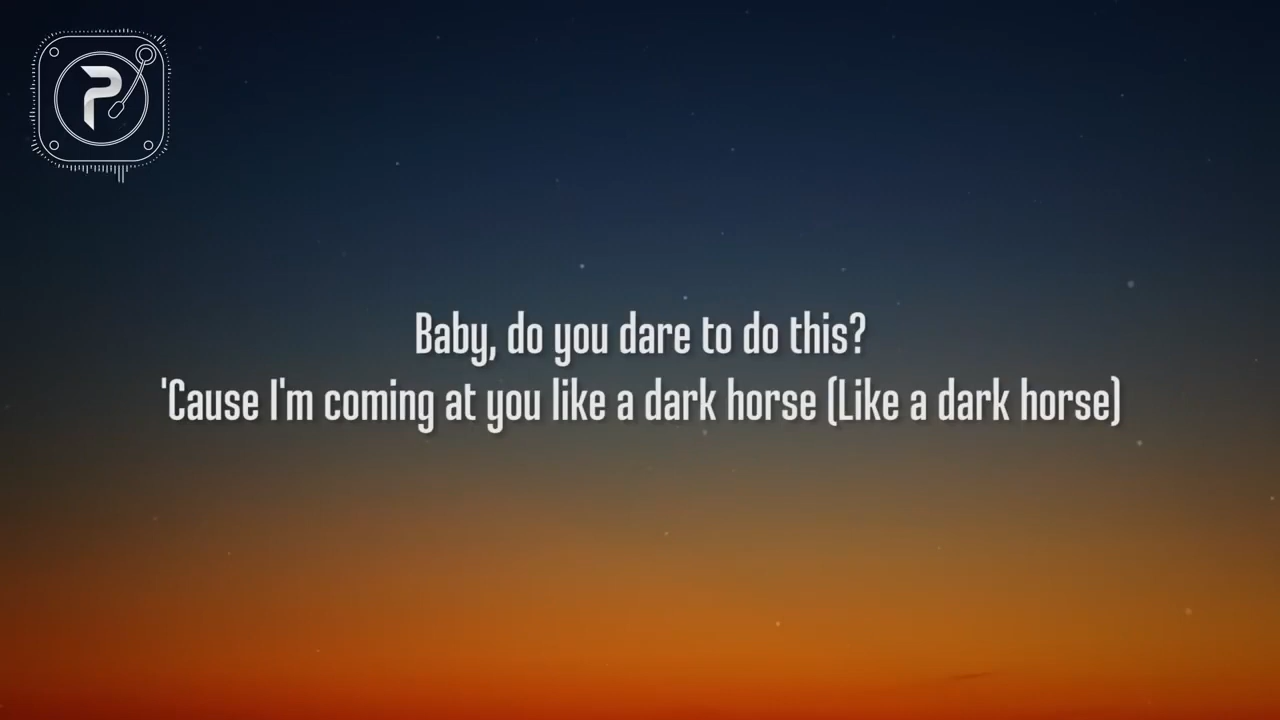 Baby, do you dare to do this?
'Cause I'm coming at you like a dark horse (Like a dark horse)